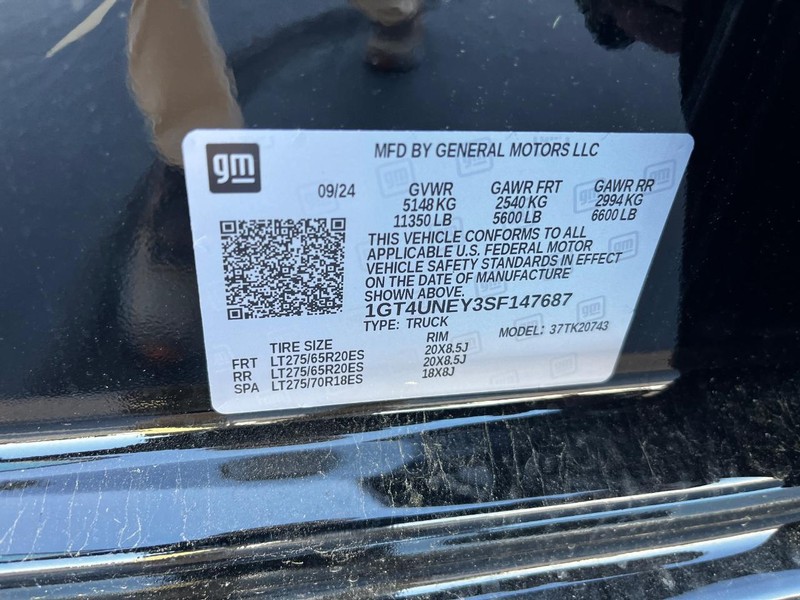 gm
MFD BY GENERAL MOTORS LLC
09/24 GVWR GAWR FRT GAWR RR
5148 KG 2540 KG 2994 KG
11350 LB 5600 LB 6600 LB
THIS VEHICLE CONFORMS TO ALL
APPLICABLE U.S. FEDERAL MOTOR
VEHICLE SAFETY STANDARDS IN EFFECT
ON THE DATE OF MANUFACTURE
SHOWN ABOVE
1GT4UNEY3SF147687
TYPE: TRUCK MODEL: 37TK20743
TIRE SIZE RIM
FRT LT275/65R20ES 20X8.5J
RR LT275/65R20ES 20X8.5J
SPA LT275/70R18ES 18X8J